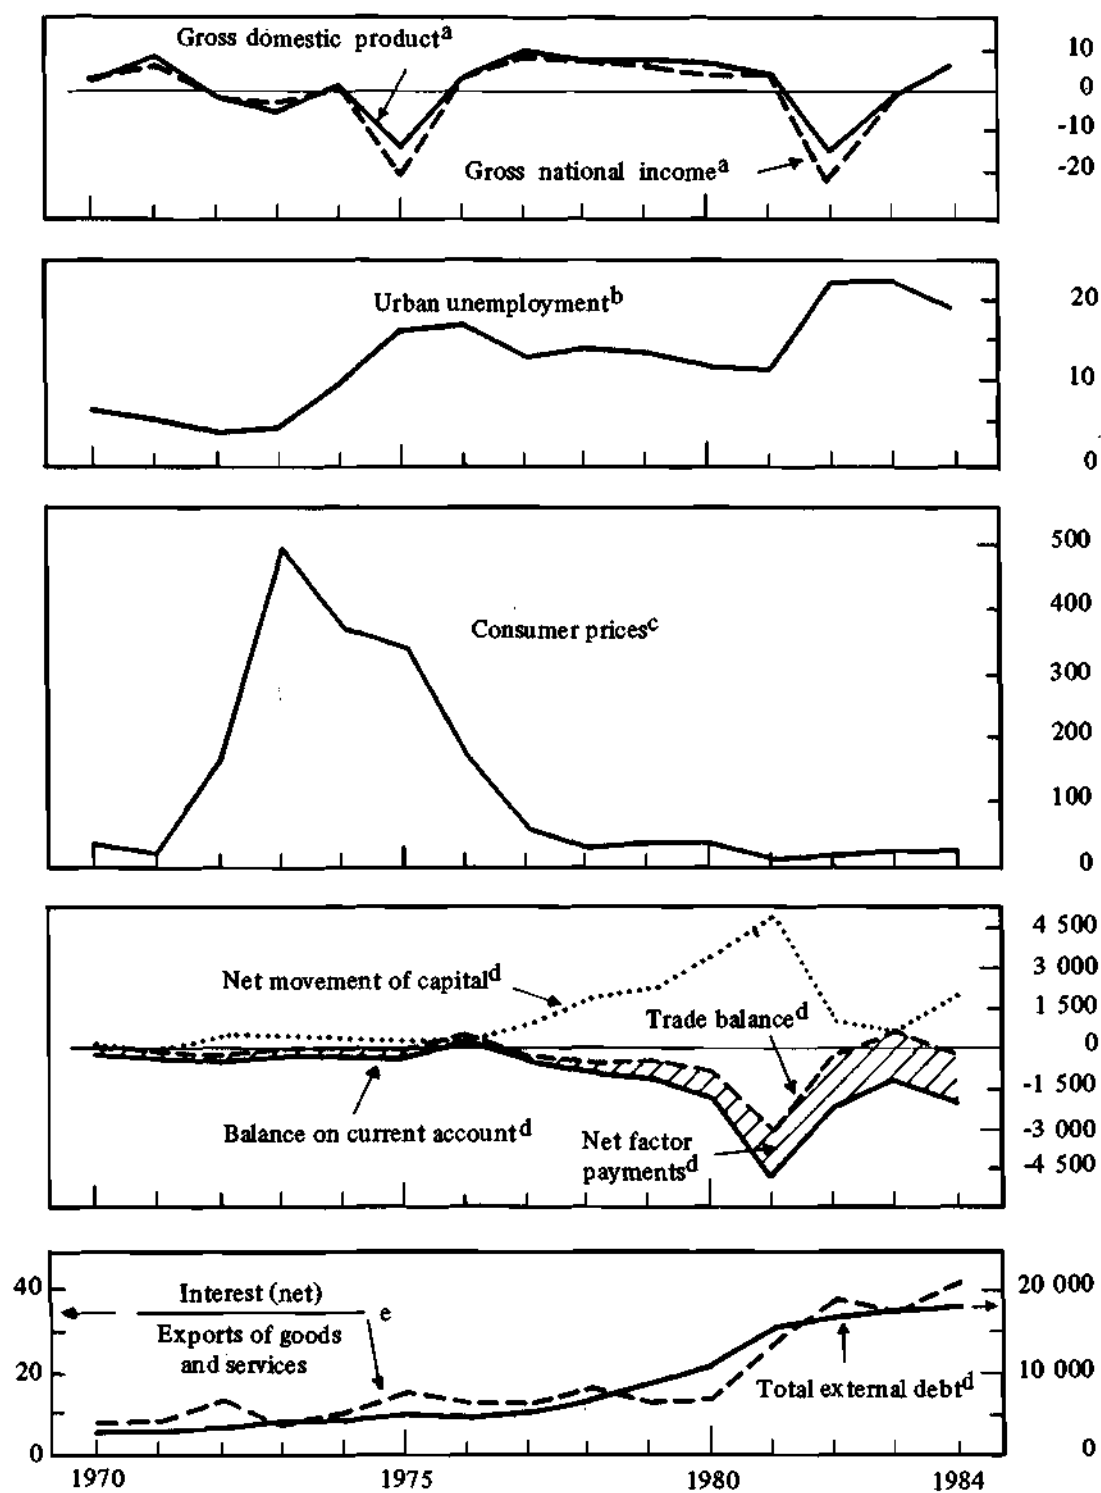 Gross domestic product^a
10
0
-10
Gross national income^a
-20
Urban unemployment^b
20
10
0
500
400
Consumer prices^c
300
200
100
0
4 500
Net movement of capital^d
3 000
Trade balance^d
1 500
0
-1 500
Balance on current account^d
Net factor
payments^d
-3 000
-4 500
40
Interest (net)
e
20 000
Exports of goods
and services
20
10 000
Total external debt^d
0
0
1970 1975 1980 1984